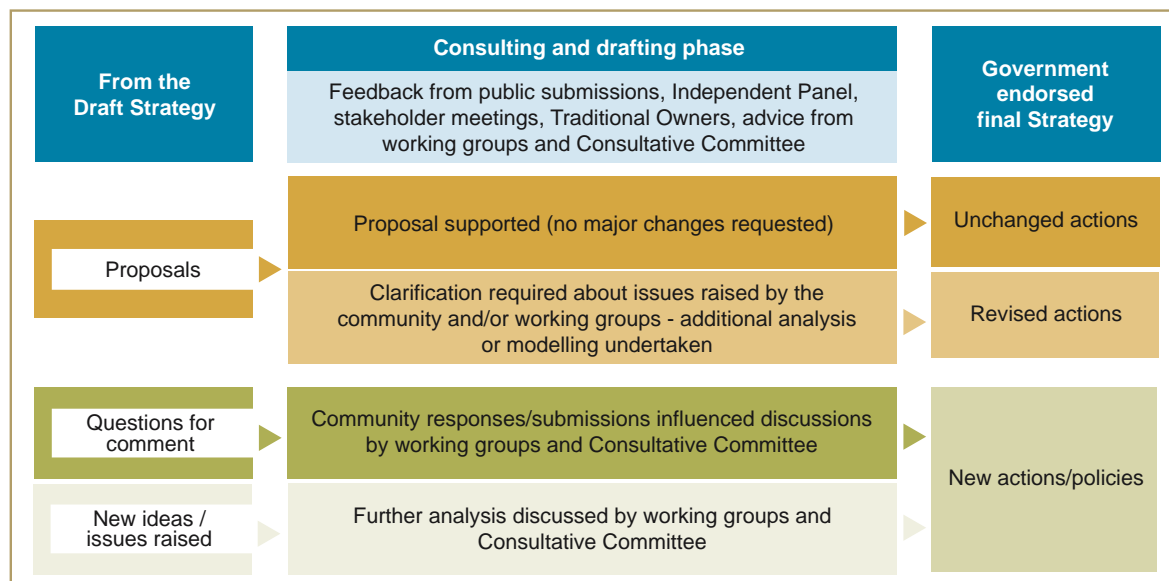 From the
Draft Strategy
Consulting and drafting phase
Feedback from public submissions, Independent Panel,
stakeholder meetings, Traditional Owners, advice from
working groups and Consultative Committee
Government
endorsed
final Strategy
Proposals
Proposal supported (no major changes requested)
Unchanged actions
Clarification required about issues raised by the
community and/or working groups - additional analysis
or modelling undertaken
Revised actions
Questions for
comment
Community responses/submissions influenced discussions
by working groups and Consultative Committee
New actions/policies
New ideas /
issues raised
Further analysis discussed by working groups and
Consultative Committee